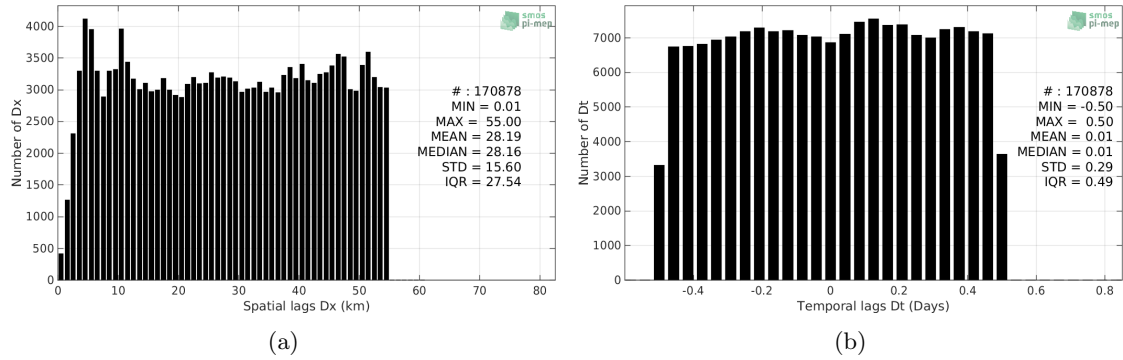 smos
pi-mep
4000
3500
3000
2500
2000
1500
1000
500
0
Number of Dx
# : 170878
MIN = 0.01
MAX = 55.00
MEAN = 28.19
MEDIAN = 28.16
STD = 15.60
IQR = 27.54
0 10 20 30 40 50 60 70 80
Spatial lags Dx (km)
(a)
smos
pi-mep
7000
6000
5000
4000
3000
2000
1000
0
Number of Dt
# : 170878
MIN = -0.50
MAX = 0.50
MEAN = 0.01
MEDIAN = 0.01
STD = 0.29
IQR = 0.49
-0.4 -0.2 0 0.2 0.4 0.6 0.8
Temporal lags Dt (Days)
(b)